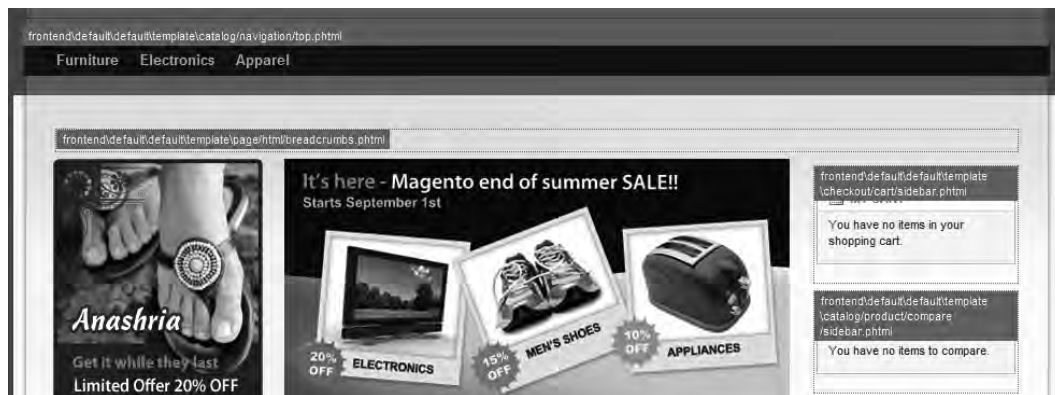 frontend\default\default\template\catalog/navigation/top.phtml
Furniture Electronics Apparel
frontend\default\default\template\page/html/breadcrumbs.phtml
Anashria
Get it while they last
Limited Offer 20% OFF
It's here - Magento end of summer SALE!!
Starts September 1st
20% OFF
ELECTRONICS
15% OFF
MEN'S SHOES
10% OFF
APPLIANCES
frontend\default\default\template
\checkout/cart/sidebar.phtml
MY CART
You have no items in your
shopping cart.
frontend\default\default\template
\catalog/product/compare
/sidebar.phtml
You have no items to compare.